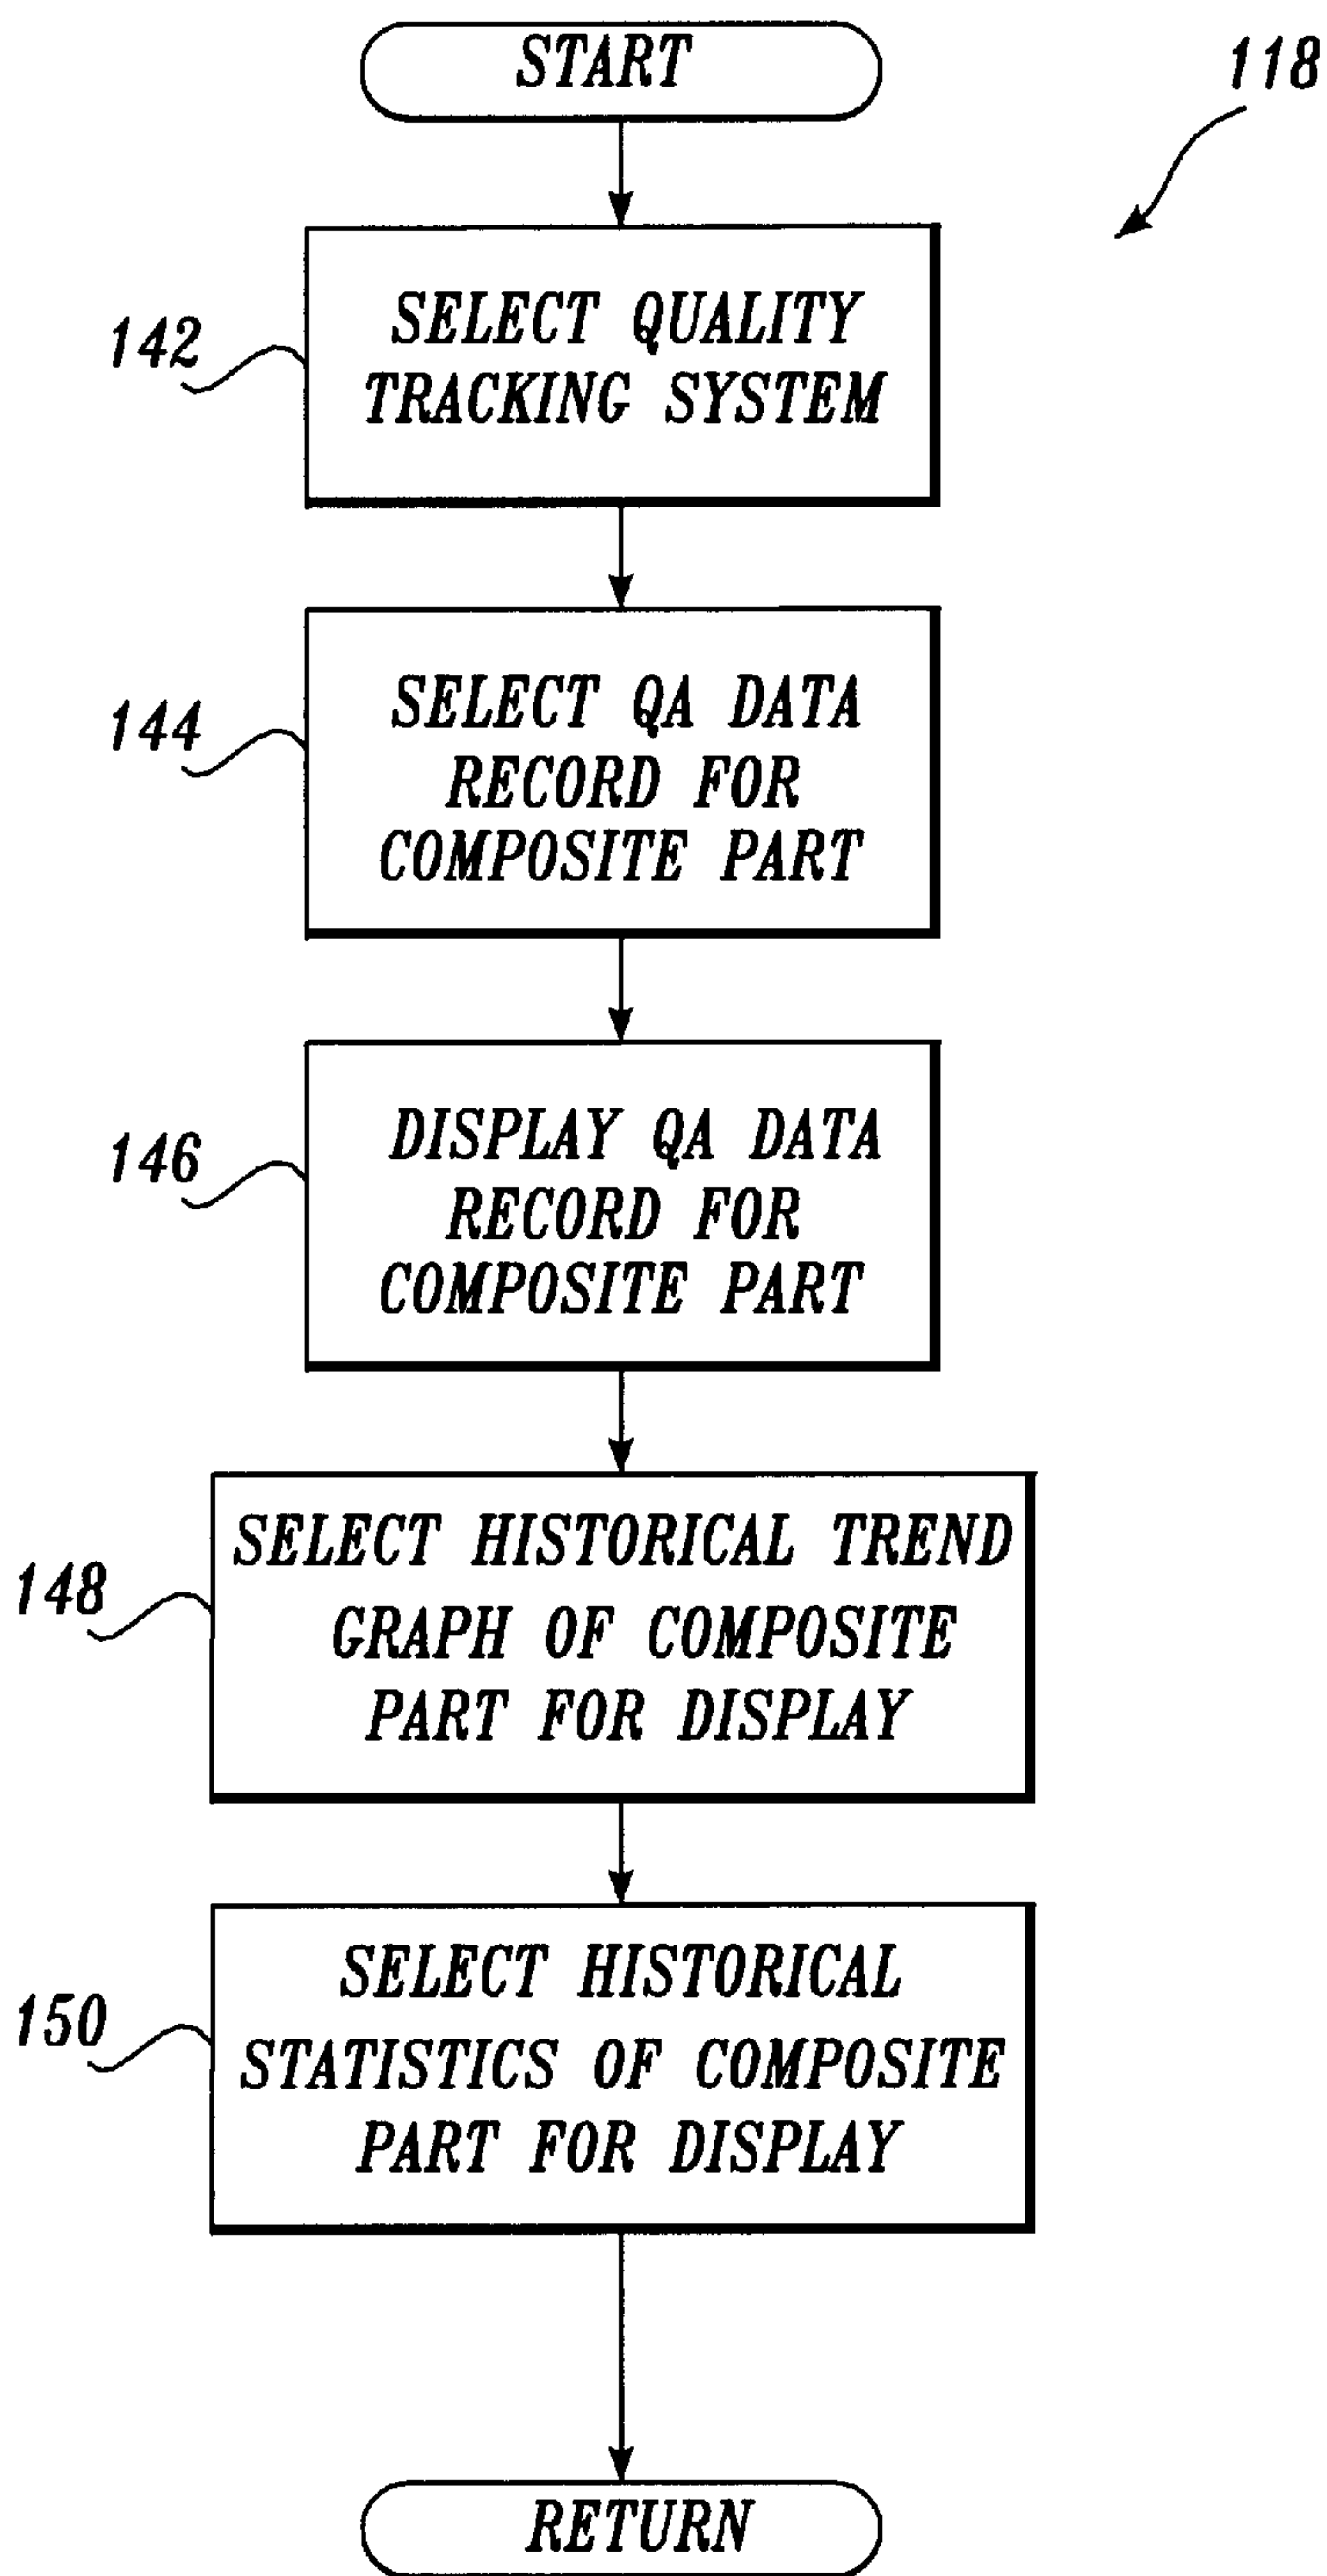 START
118
142
SELECT QUALITY
TRACKING SYSTEM
144
SELECT QA DATA
RECORD FOR
COMPOSITE PART
146
DISPLAY QA DATA
RECORD FOR
COMPOSITE PART
148
SELECT HISTORICAL TREND
GRAPH OF COMPOSITE
PART FOR DISPLAY
150
SELECT HISTORICAL
STATISTICS OF COMPOSITE
PART FOR DISPLAY
RETURN